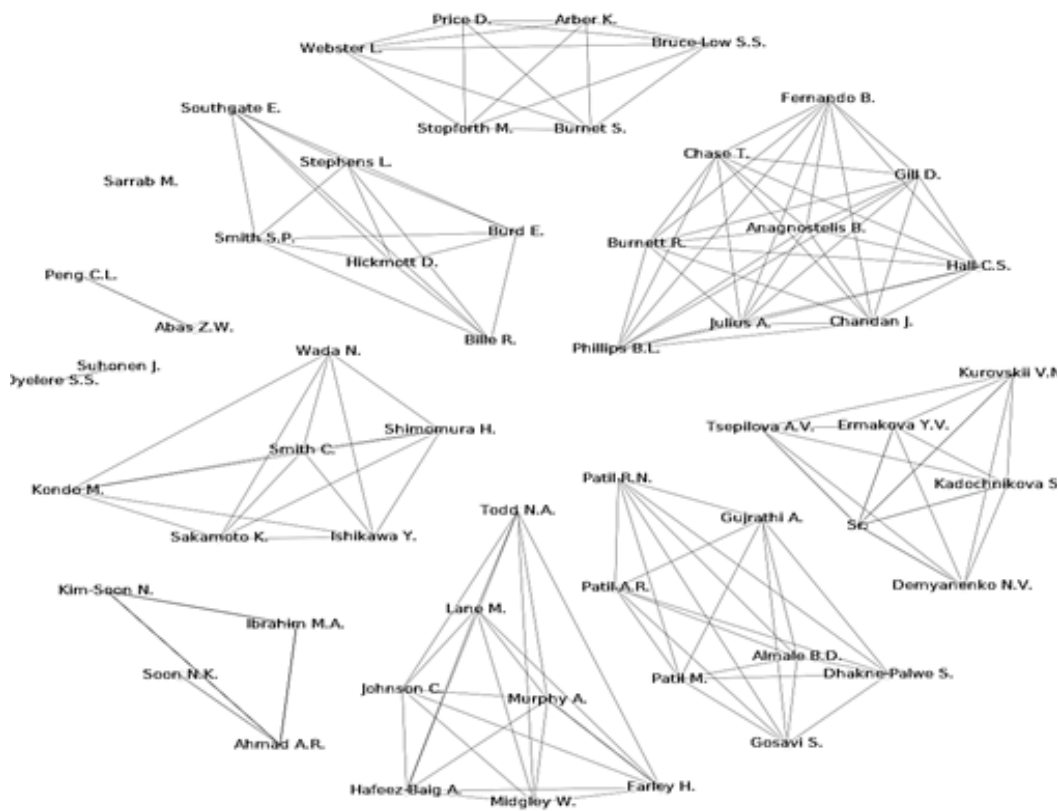 Price D.
Arber K.
Webster L.
Bruce-Low S.S.
Stopforth M.
Burnet S.
Southgate E.
Stephens L.
Sarrab M.
Smith S.P.
Burd E.
Hickmott D.
Bille R.
Fernando B.
Chase T.
Gill D.
Burnett R.
Anagnostelis B.
Hall C.S.
Julius A.
Chandan J.
Phillips B.L.
Peng C.L.
Abas Z.W.
Suhonen J.
Oyelere S.S.
Wada N.
Shimomura H.
Smith C.
Kondo M.
Sakamoto K.
Ishikawa Y.
Kurovskii V.N
Tsepilova A.V.
Ermakova Y.V.
Kadochnikova S
Sr.
Demyanenko N.V.
Patil R.N.
Gujrathi A.
Patil A.R.
Almale B.D.
Patil M.
Dhakne-Palwe S.
Gosavi S.
Todd N.A.
Lane M.
Johnson C.
Murphy A.
Hafeez-Baig A.
Midgley W.
Farley H.
Kim-Soon N.
Ibrahim M.A.
Soon N.K.
Ahmad A.R.